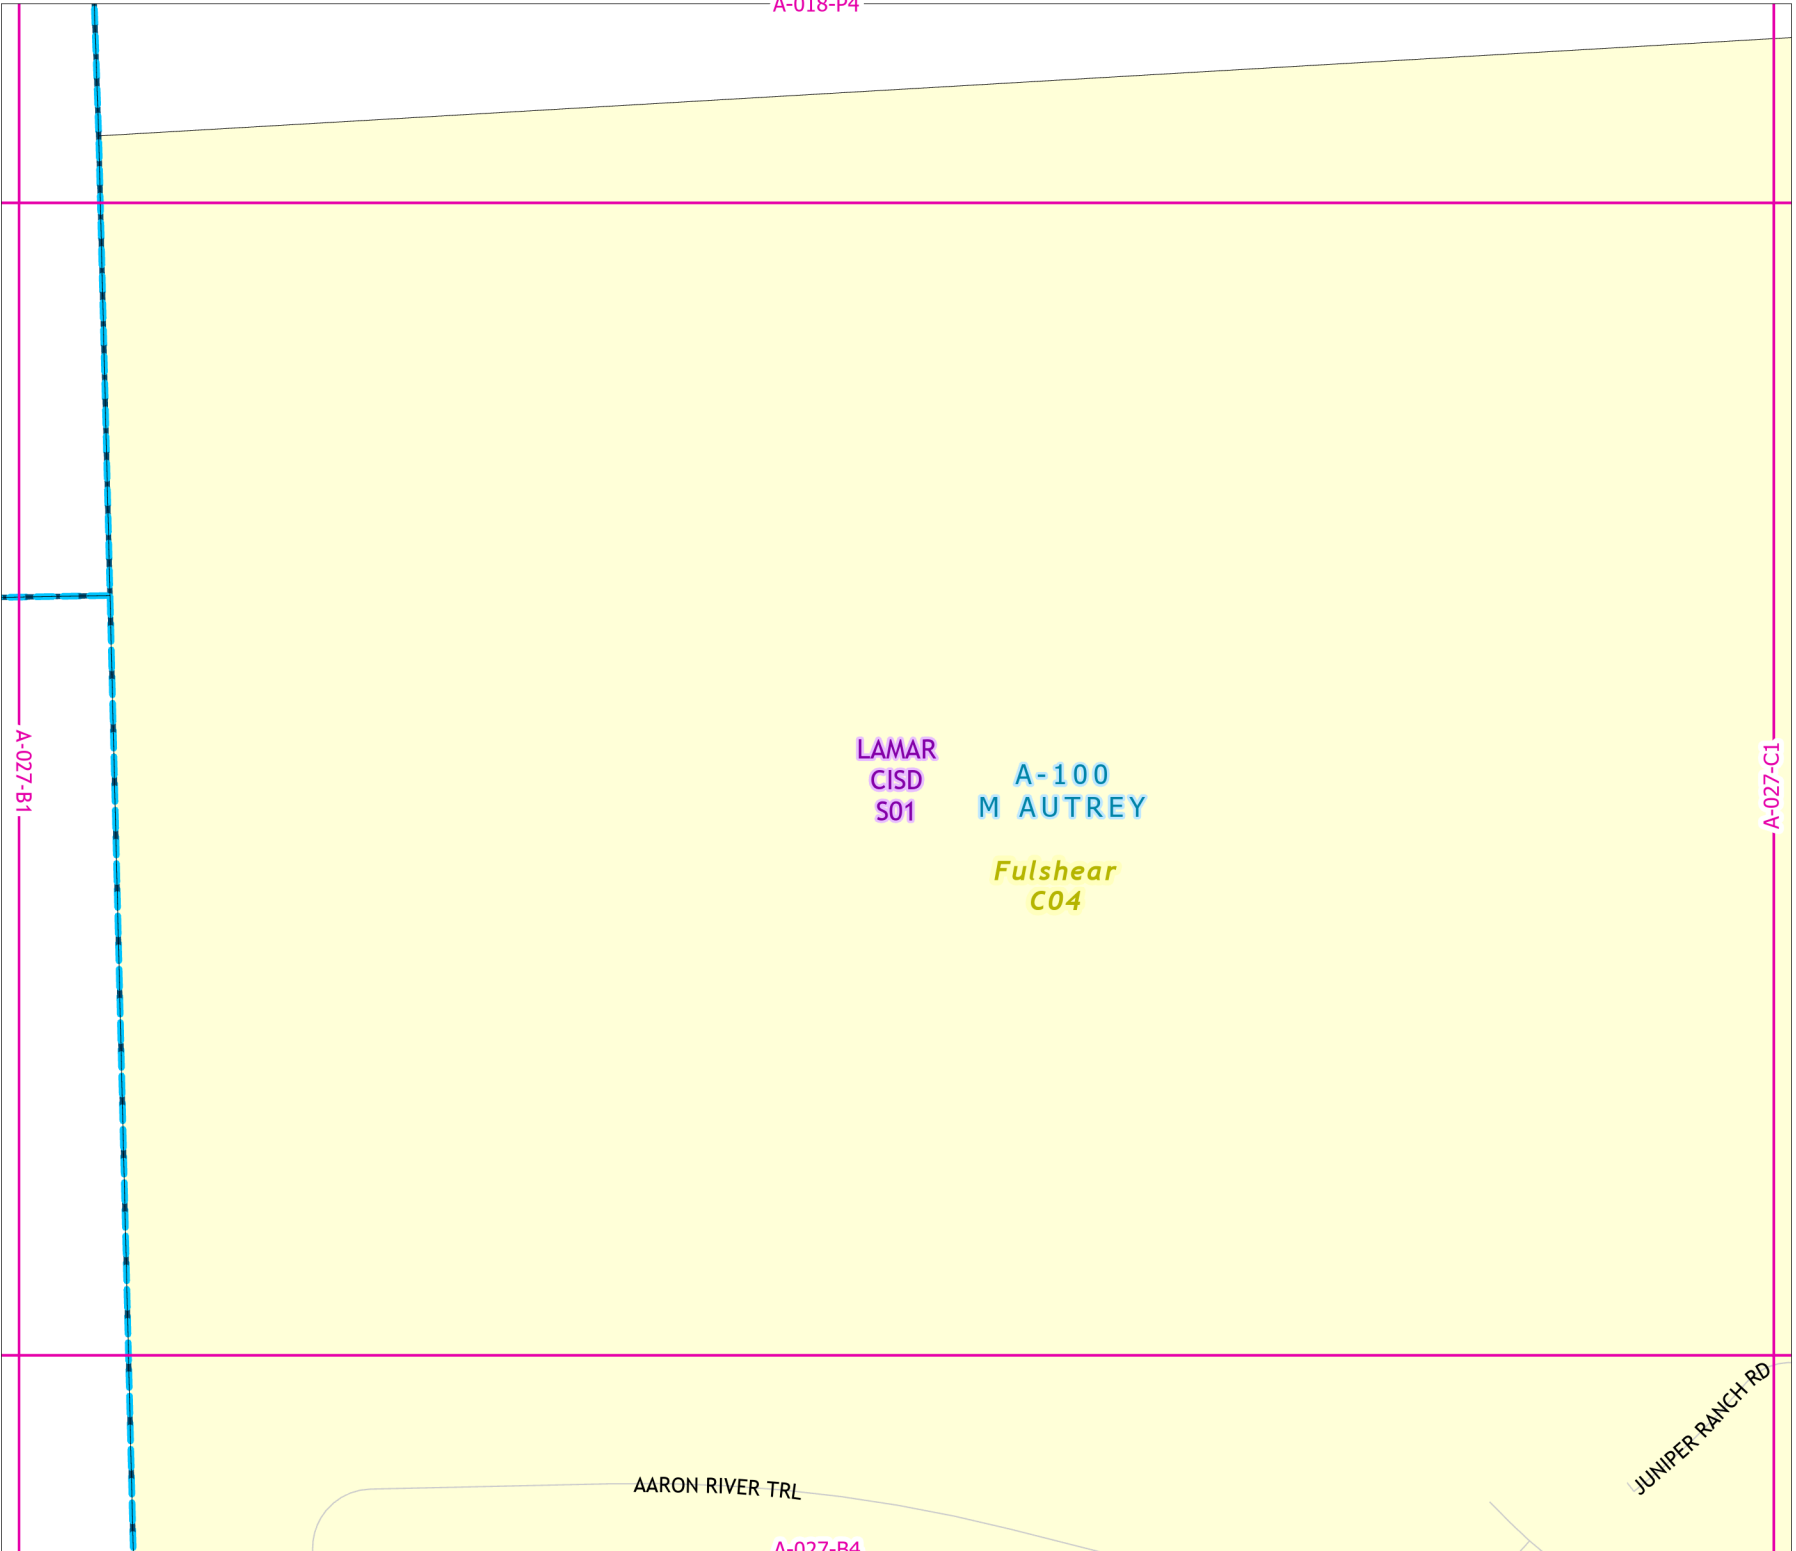 A-018-P4
A-027-B1
LAMAR
CISD
S01
A-100
M AUTREY
Fulshear
C04
A-027-C1
JUNIPER RANCH RD
AARON RIVER TRL
A-027-B4